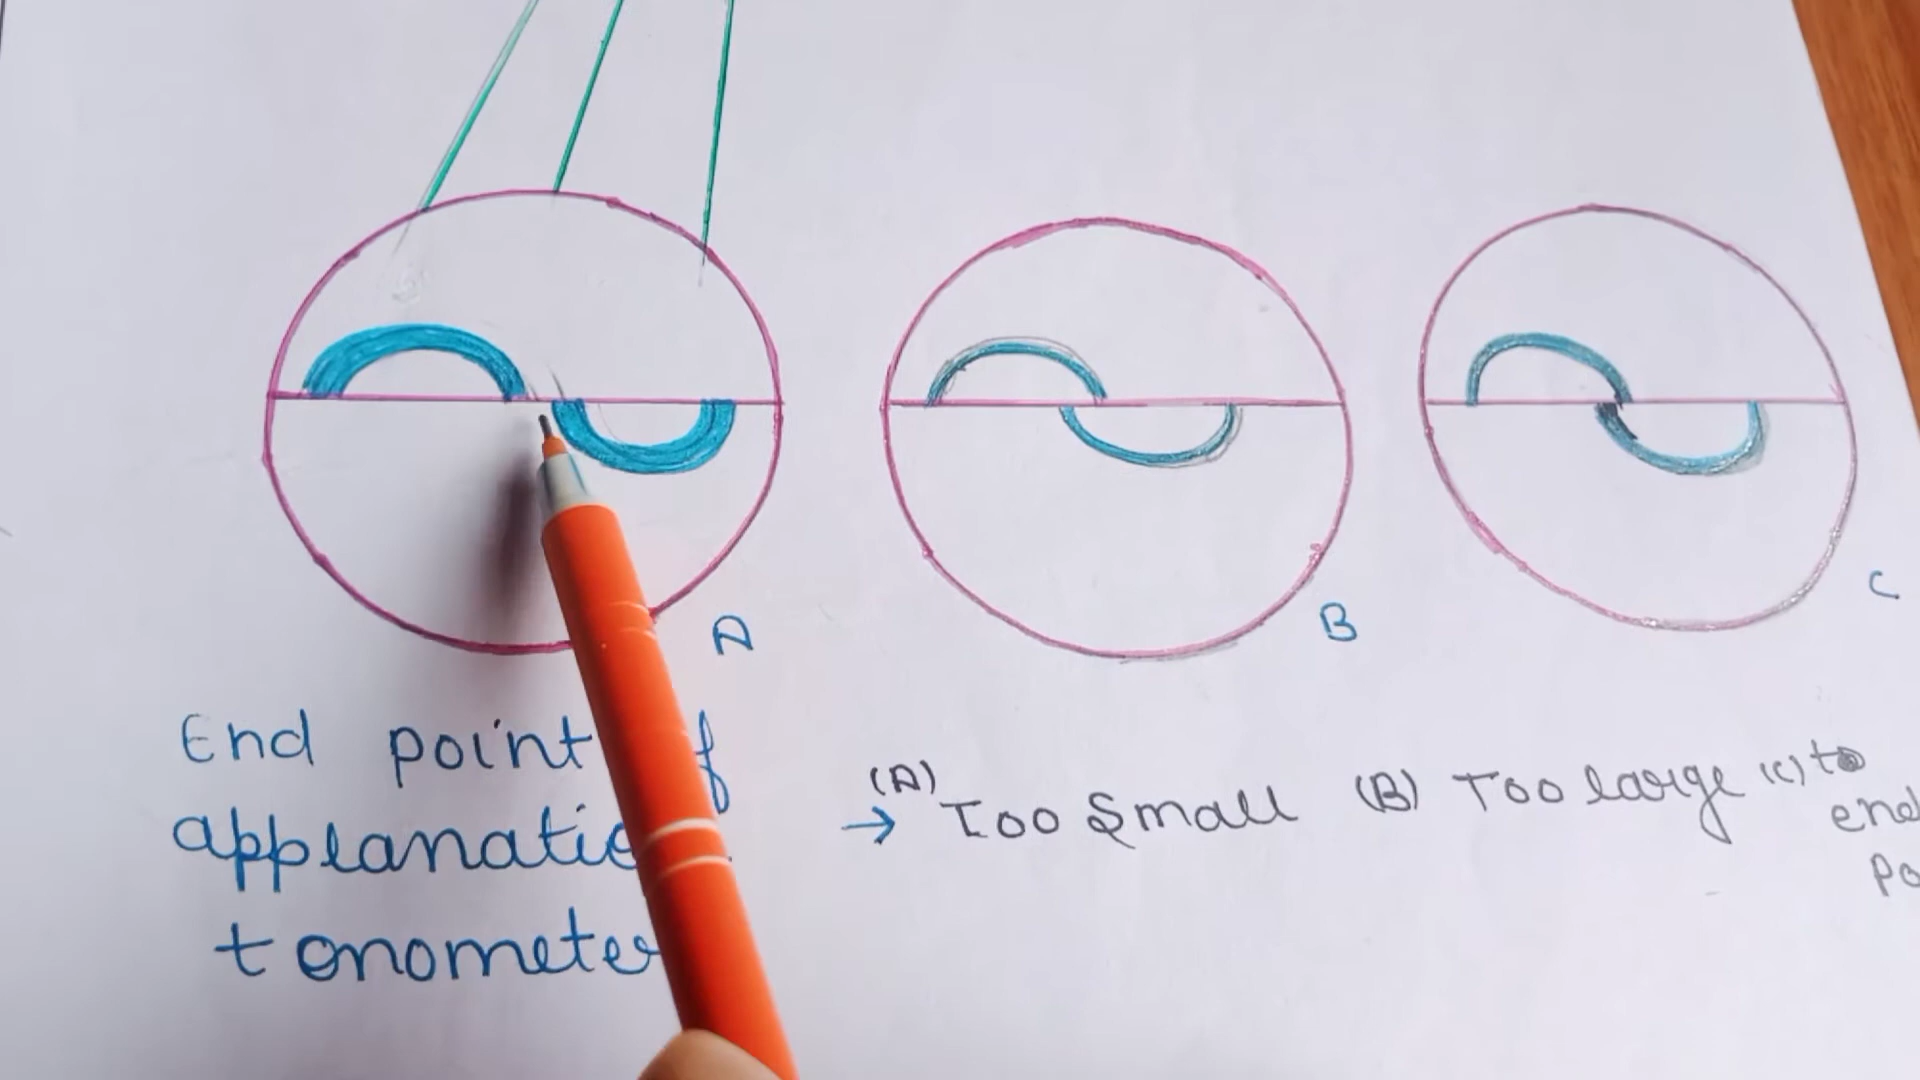 A
B
C
End point f
applanatio
tonometer
→ (A) Too Small (B) Too large (C) to
end
Po